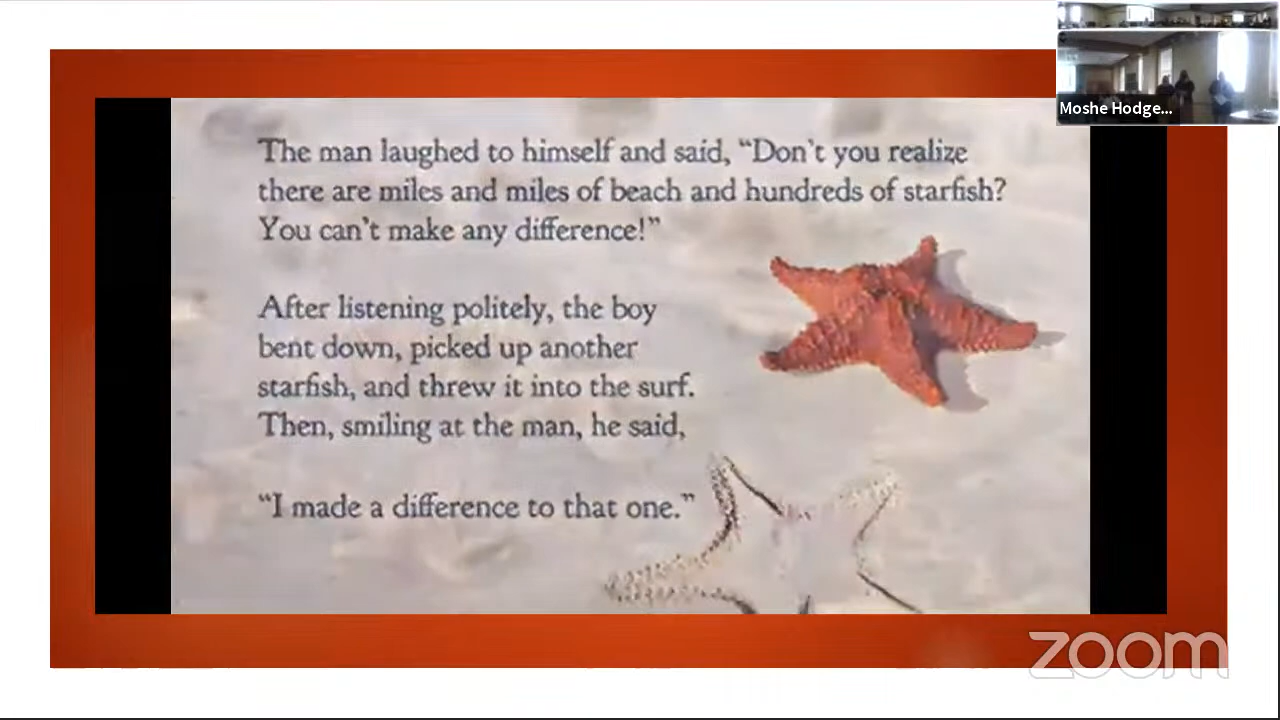 The man laughed to himself and said, “Don’t you realize
there are miles and miles of beach and hundreds of starfish?
You can’t make any difference!”
After listening politely, the boy
bent down, picked up another
starfish, and threw it into the surf.
Then, smiling at the man, he said,
“I made a difference to that one.”
Moshe Hodge...
zoom